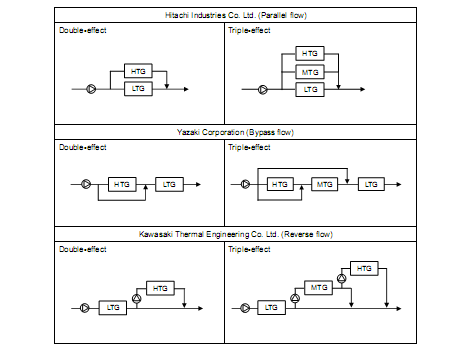 Hitachi Industries Co. Ltd. (Parallel flow)
Double•effect
Triple•effect
HTG
LTG
HTG
MTG
LTG
Yazaki Corporation (Bypass flow)
Double•effect
Triple•effect
HTG
LTG
HTG
MTG
LTG
Kawasaki Thermal Engineering Co. Ltd. (Reverse flow)
Double•effect
Triple•effect
HTG
LTG
HTG
MTG
LTG